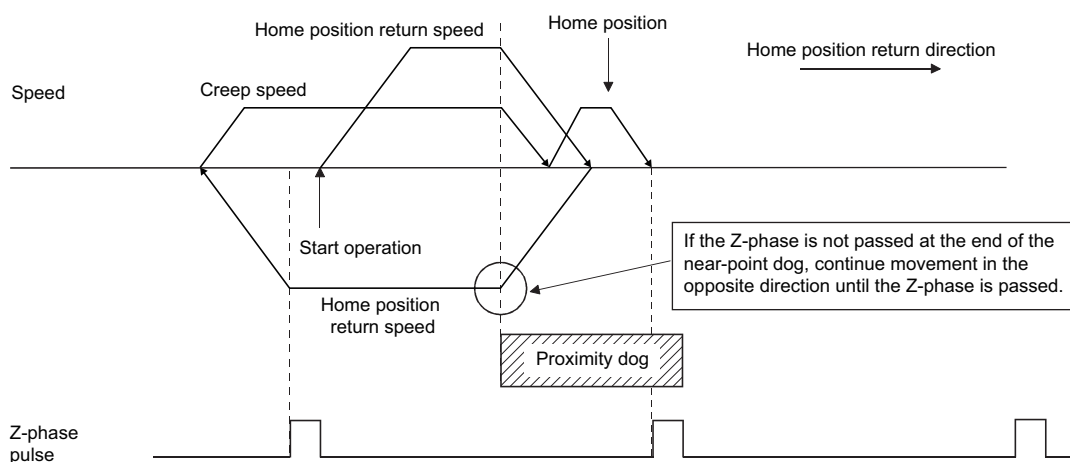 Home position return speed
Home position
Home position return direction
Speed
Creep speed
Start operation
If the Z-phase is not passed at the end of the
near-point dog, continue movement in the
opposite direction until the Z-phase is passed.
Home position
return speed
Proximity dog
Z-phase
pulse